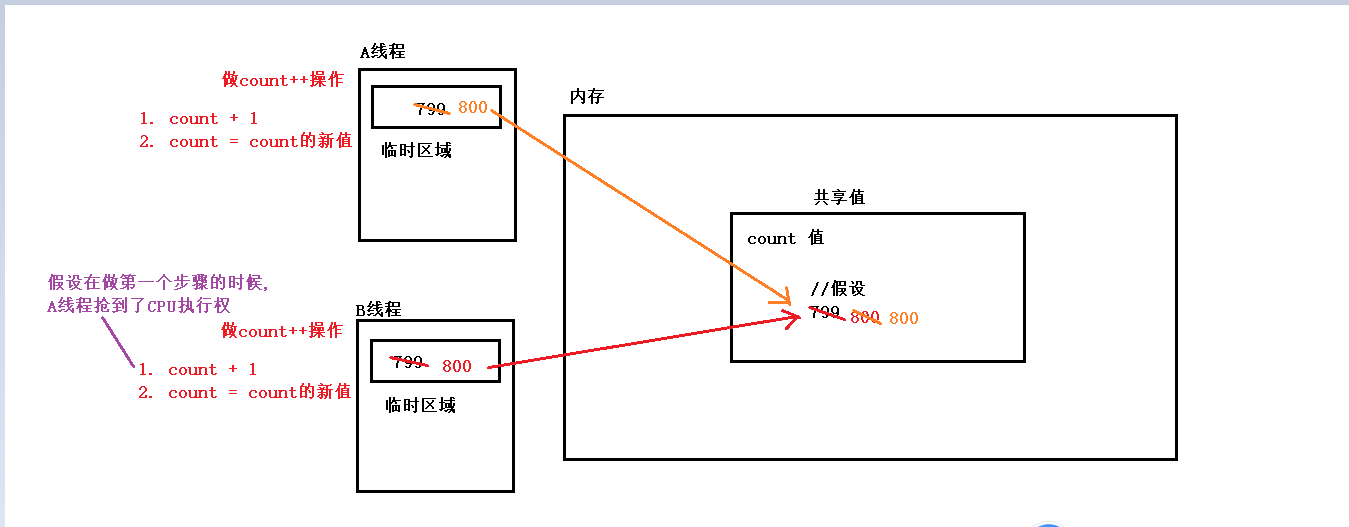 A线程
做count++操作
799 800
1. count + 1
2. count = count的新值
临时区域
内存
共享值
count 值
//假设
799 800 800
假设在做第一个步骤的时候,
A线程抢到了CPU执行权
B线程
做count++操作
799 800
1. count + 1
2. count = count的新值
临时区域